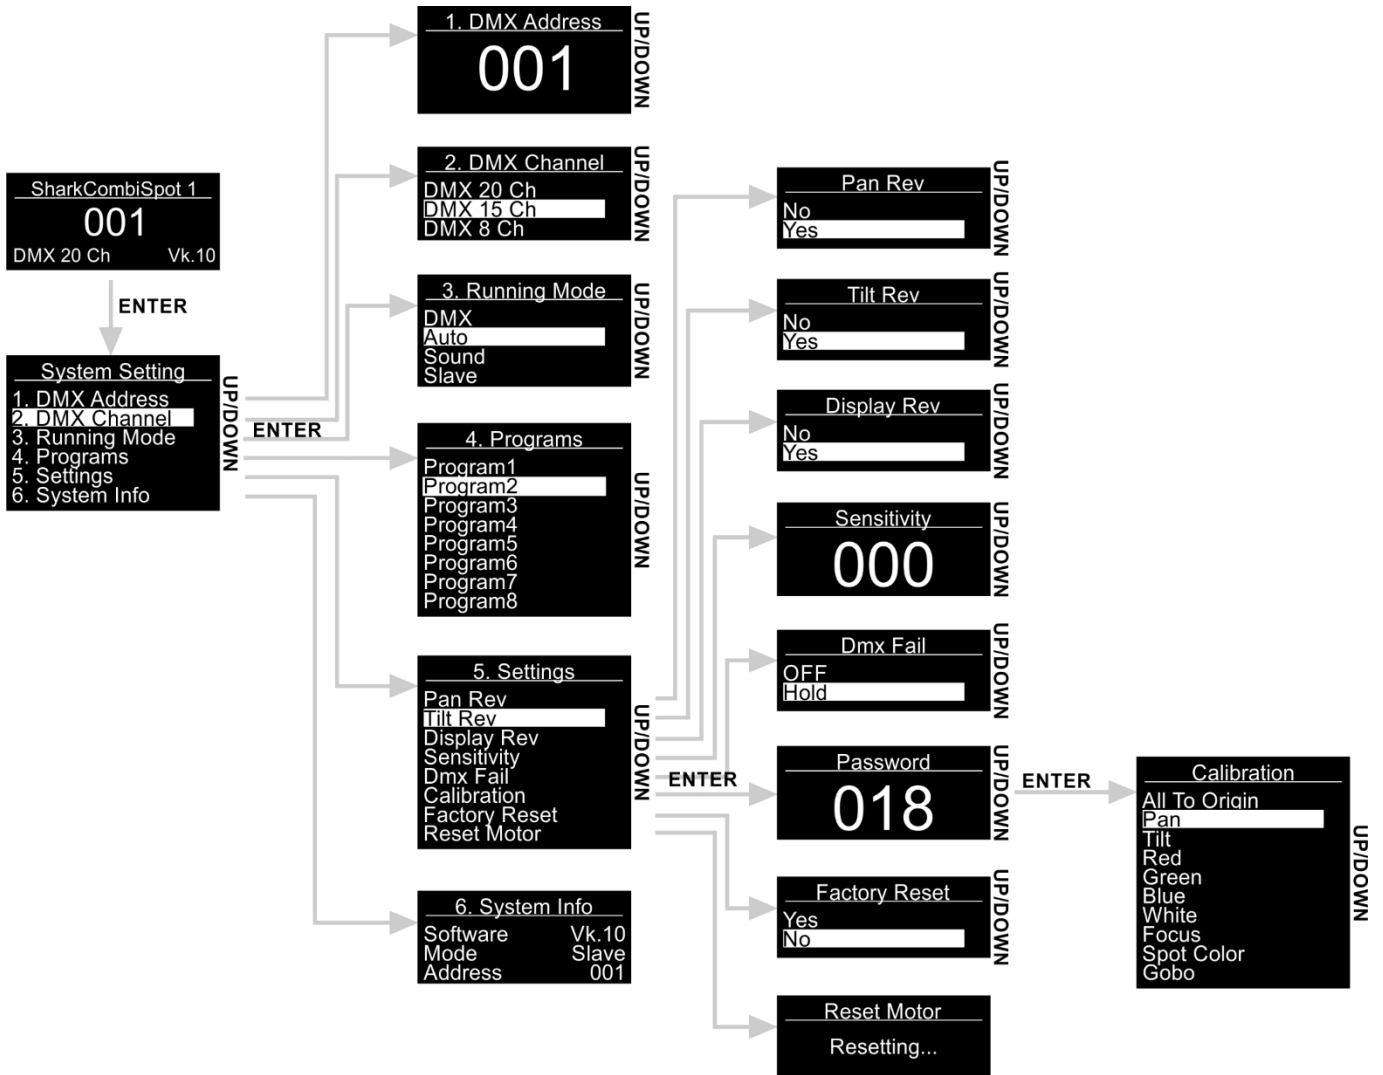 SharkCombiSpot 1
001
DMX 20 Ch Vk.10
ENTER
System Setting
1. DMX Address
2. DMX Channel
3. Running Mode
4. Programs
5. Settings
6. System Info
UP/DOWN
ENTER
1. DMX Address
001
UP/DOWN
2. DMX Channel
DMX 20 Ch
DMX 15 Ch
DMX 8 Ch
UP/DOWN
3. Running Mode
DMX
Auto
Sound
Slave
UP/DOWN
4. Programs
Program1
Program2
Program3
Program4
Program5
Program6
Program7
Program8
UP/DOWN
5. Settings
Pan Rev
Tilt Rev
Display Rev
Sensitivity
Dmx Fail
Calibration
Factory Reset
Reset Motor
UP/DOWN
ENTER
6. System Info
Software Vk.10
Mode Slave
Address 001
Pan Rev
No
Yes
UP/DOWN
Tilt Rev
No
Yes
UP/DOWN
Display Rev
No
Yes
UP/DOWN
Sensitivity
000
UP/DOWN
Dmx Fail
OFF
Hold
UP/DOWN
Password
018
UP/DOWN
ENTER
Factory Reset
Yes
No
UP/DOWN
Reset Motor
Resetting...
Calibration
All To Origin
Pan
Tilt
Red
Green
Blue
White
Focus
Spot Color
Gobo
UP/DOWN